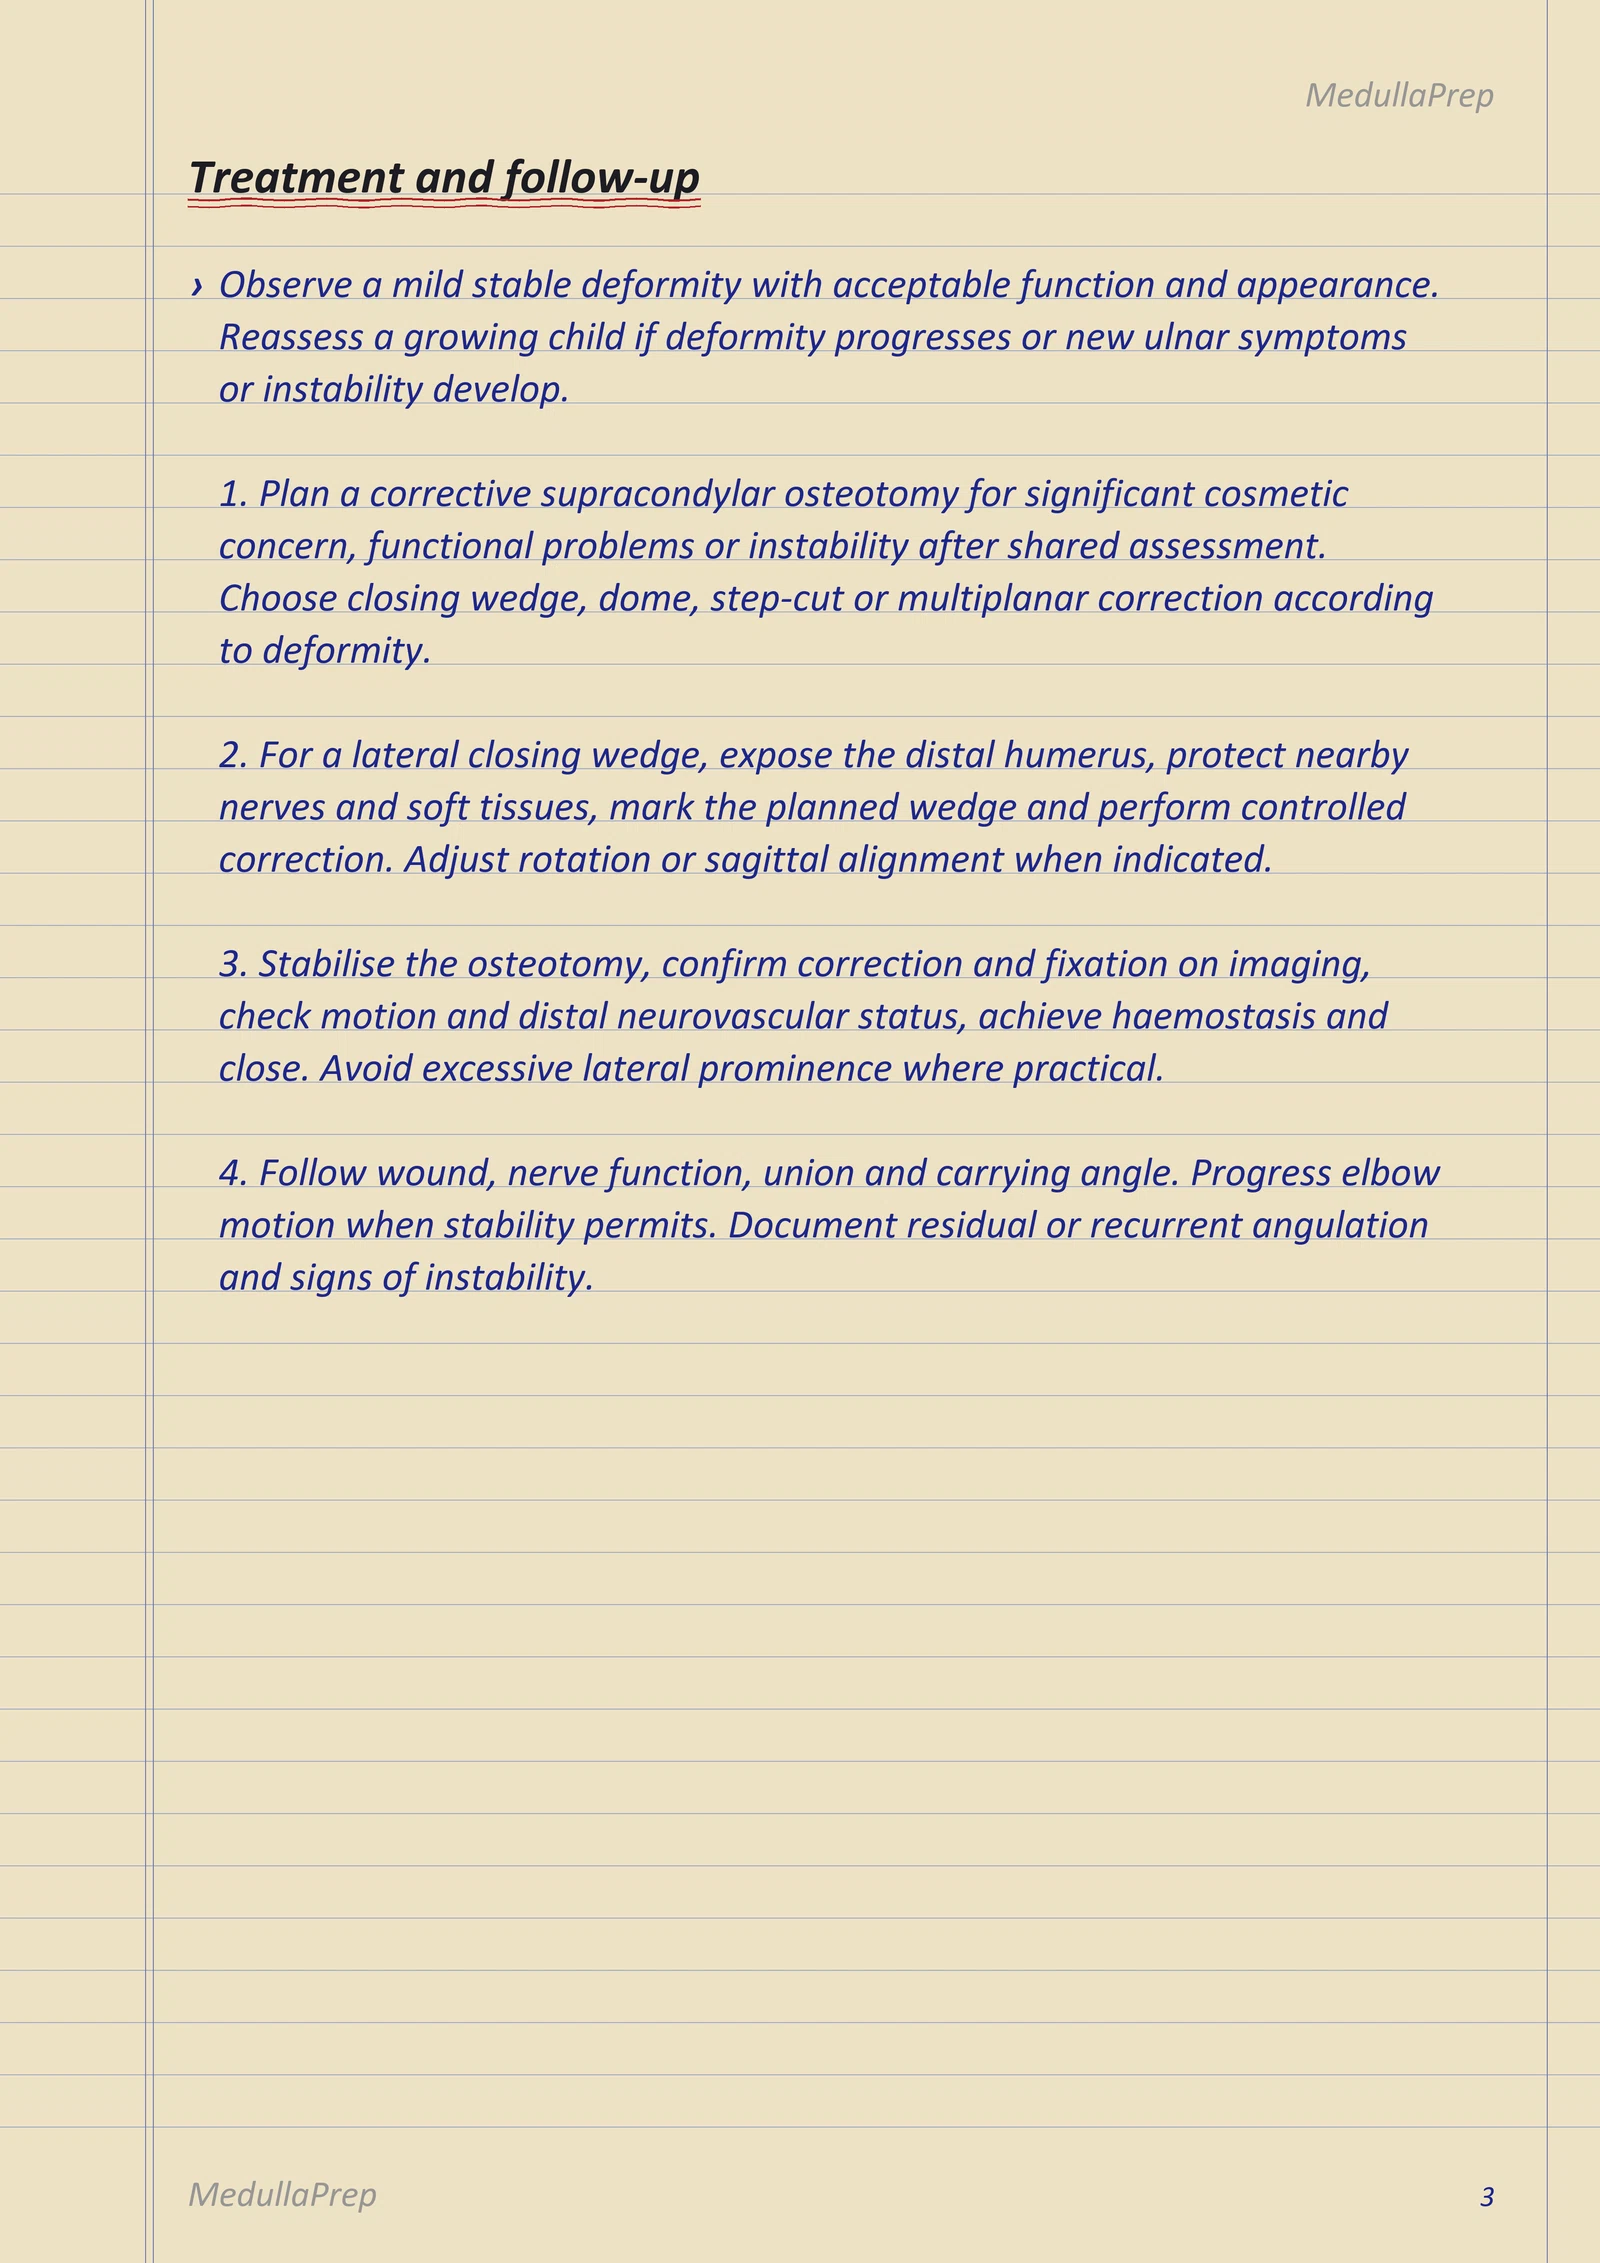 MedullaPrep
Treatment and follow-up
› Observe a mild stable deformity with acceptable function and appearance.
Reassess a growing child if deformity progresses or new ulnar symptoms
or instability develop.
1. Plan a corrective supracondylar osteotomy for significant cosmetic
concern, functional problems or instability after shared assessment.
Choose closing wedge, dome, step-cut or multiplanar correction according
to deformity.
2. For a lateral closing wedge, expose the distal humerus, protect nearby
nerves and soft tissues, mark the planned wedge and perform controlled
correction. Adjust rotation or sagittal alignment when indicated.
3. Stabilise the osteotomy, confirm correction and fixation on imaging,
check motion and distal neurovascular status, achieve haemostasis and
close. Avoid excessive lateral prominence where practical.
4. Follow wound, nerve function, union and carrying angle. Progress elbow
motion when stability permits. Document residual or recurrent angulation
and signs of instability.
MedullaPrep
3